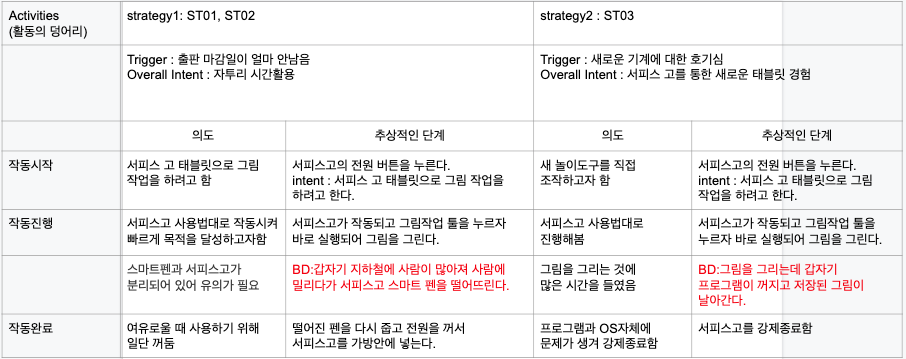 Activities
(활동의 덩어리)
strategy1: ST01, ST02
strategy2 : ST03
Trigger : 출판 마감일이 얼마 안남음
Overall Intent : 자투리 시간활용
Trigger : 새로운 기계에 대한 호기심
Overall Intent : 서피스 고를 통한 새로운 태블릿 경험
의도
추상적인 단계
의도
추상적인 단계
작동시작
서피스 고 태블릿으로 그림
작업을 하려고 함
서피스고의 전원 버튼을 누른다.
intent : 서피스 고 태블릿으로 그림 작업을
하려고 한다.
새 놀이도구를 직접
조작하고자 함
서피스고의 전원 버튼을 누른다.
intent : 서피스 고 태블릿으로 그림
작업을 하려고 한다.
작동진행
서피스고 사용법대로 작동시켜
빠르게 목적을 달성하고자함
서피스고가 작동되고 그림작업 툴을 누르자
바로 실행되어 그림을 그린다.
서피스고 사용법대로
진행해봄
서피스고가 작동되고 그림작업 툴을
누르자 바로 실행되어 그림을 그린다.
스마트펜과 서피스고가
분리되어 있어 유의가 필요
BD:갑자기 지하철에 사람이 많아져 사람에
밀리다가 서피스고 스마트 펜을 떨어뜨린다.
그림을 그리는 것에
많은 시간을 들였음
BD:그림을 그리는데 갑자기
프로그램이 꺼지고 저장된 그림이
날아간다.
작동완료
여유로울 때 사용하기 위해
일단 꺼둠
떨어진 펜을 다시 줍고 전원을 꺼서
서피스고를 가방안에 넣는다.
프로그램과 OS자체에
문제가 생겨 강제종료함
서피스고를 강제종료함